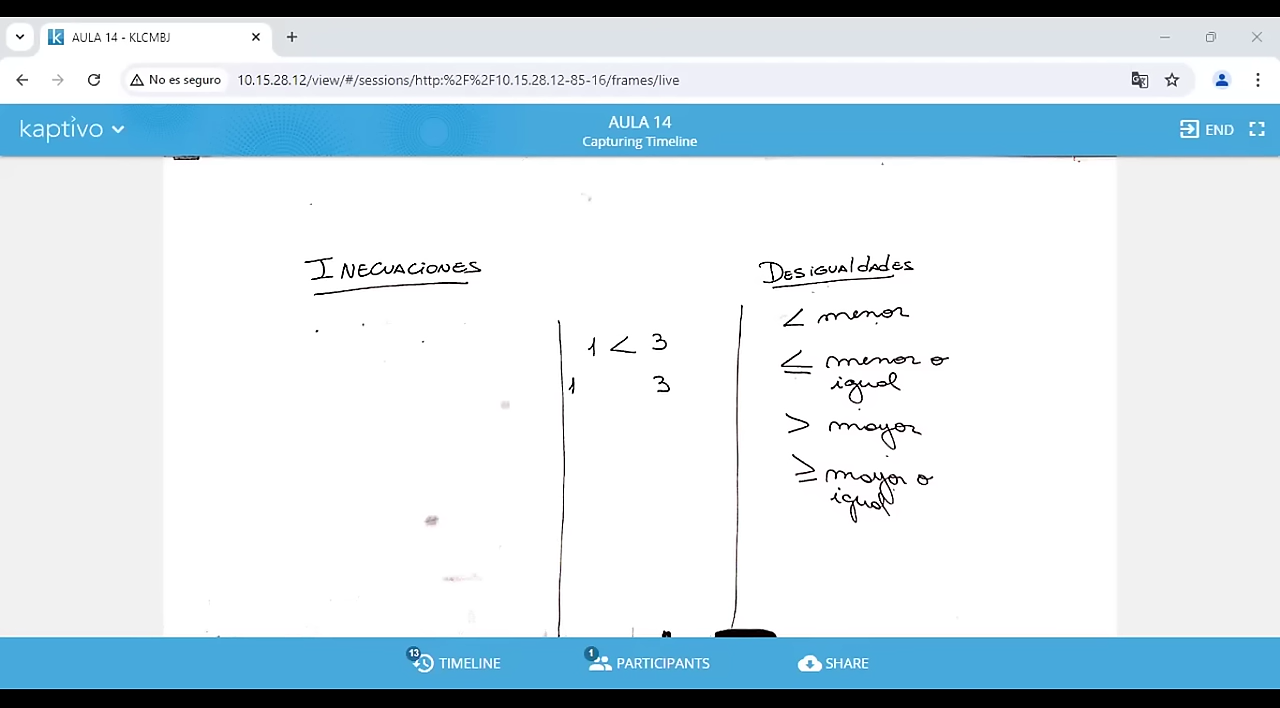 AULA 14 - KLCMBJ
No es seguro
10.15.28.12/view/#/sessions/http:%2F%2F10.15.28.12-85-16/frames/live
kaptivo
AULA 14
Capturing Timeline
END
INECUACIONES
1 < 3
1 3
Desigualdades
< menor
≤ menor o
igual
> mayor
≥ mayor o
igual
13
TIMELINE
1
PARTICIPANTS
SHARE